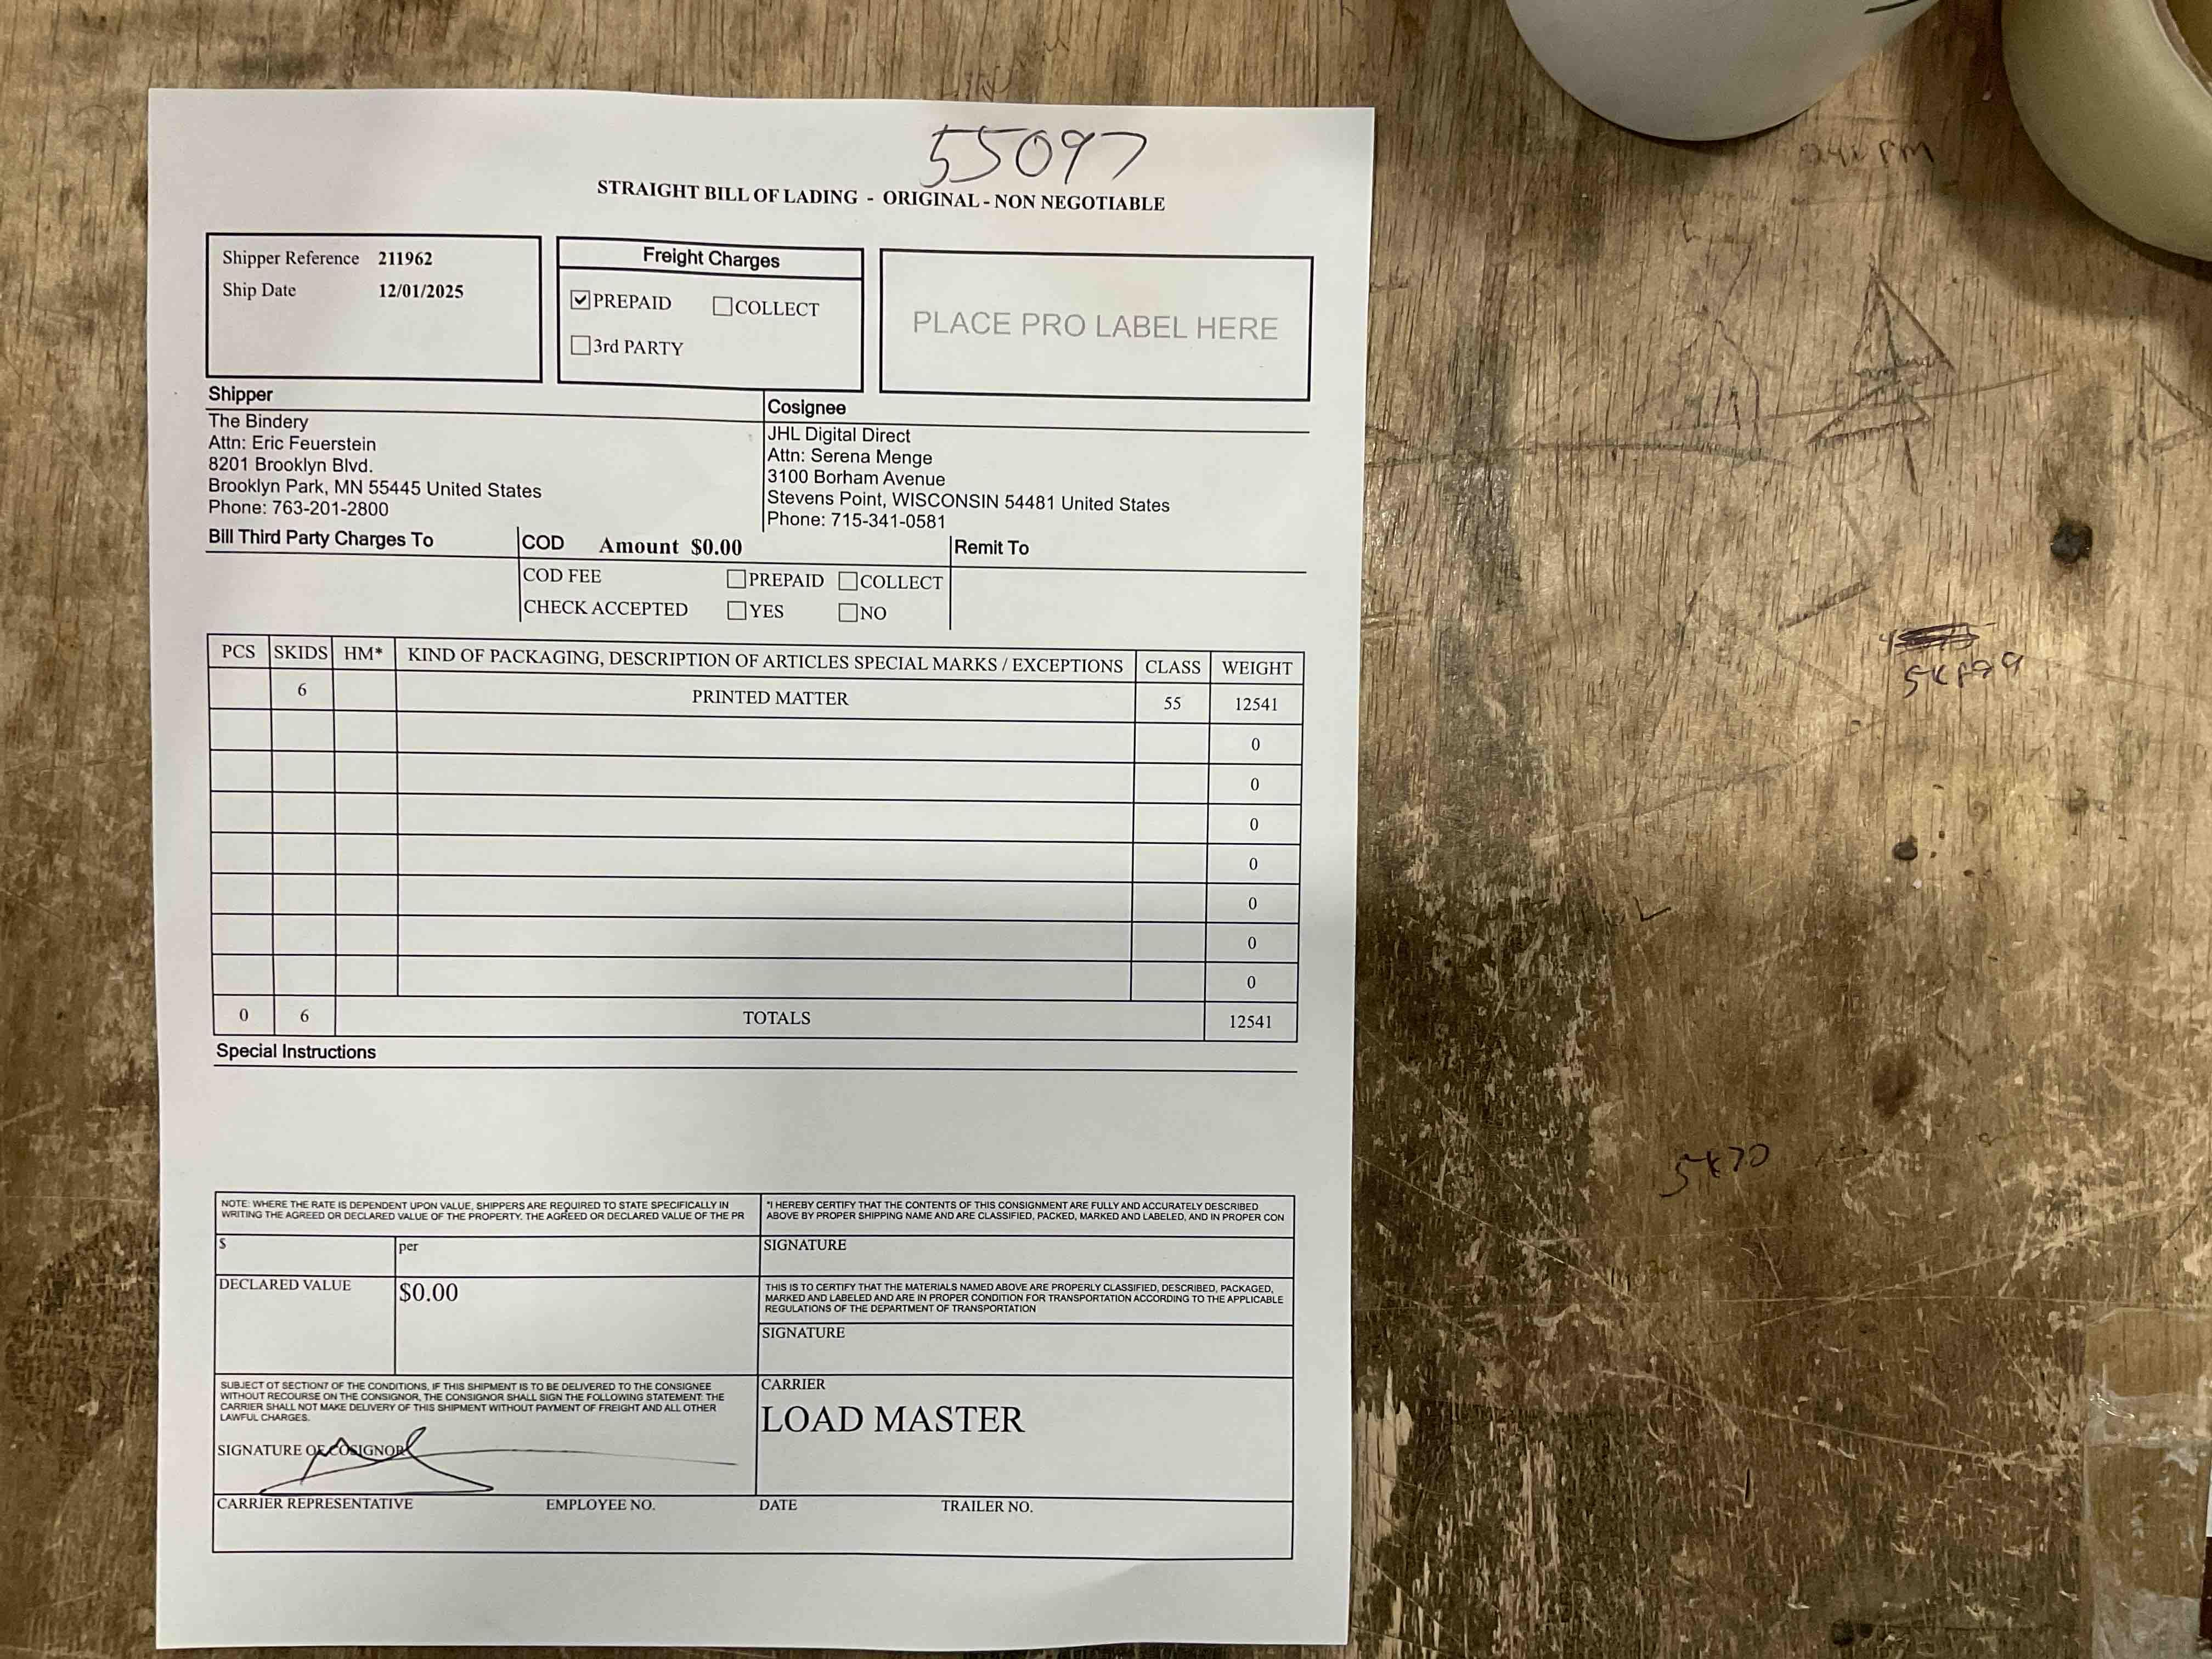 55097
STRAIGHT BILL OF LADING - ORIGINAL - NON NEGOTIABLE
Shipper Reference 211962
Ship Date 12/01/2025
Freight Charges
PREPAID COLLECT
3rd PARTY
PLACE PRO LABEL HERE
Shipper
The Bindery
Attn: Eric Feuerstein
8201 Brooklyn Blvd.
Brooklyn Park, MN 55445 United States
Phone: 763-201-2800
Cosignee
JHL Digital Direct
Attn: Serena Menge
3100 Borham Avenue
Stevens Point, WISCONSIN 54481 United States
Phone: 715-341-0581
Bill Third Party Charges To
COD Amount $0.00
COD FEE PREPAID COLLECT
CHECK ACCEPTED YES NO
Remit To
PCS SKIDS HM* KIND OF PACKAGING, DESCRIPTION OF ARTICLES SPECIAL MARKS / EXCEPTIONS CLASS WEIGHT
6 PRINTED MATTER 55 12541
0
0
0
0
0
0
0
0 6 TOTALS 12541
Special Instructions
NOTE: WHERE THE RATE IS DEPENDENT UPON VALUE, SHIPPERS ARE REQUIRED TO STATE SPECIFICALLY IN
WRITING THE AGREED OR DECLARED VALUE OF THE PROPERTY. THE AGREED OR DECLARED VALUE OF THE PR
$ per
DECLARED VALUE $0.00
SUBJECT OT SECTION7 OF THE CONDITIONS, IF THIS SHIPMENT IS TO BE DELIVERED TO THE CONSIGNEE
WITHOUT RECOURSE ON THE CONSIGNOR, THE CONSIGNOR SHALL SIGN THE FOLLOWING STATEMENT: THE
CARRIER SHALL NOT MAKE DELIVERY OF THIS SHIPMENT WITHOUT PAYMENT OF FREIGHT AND ALL OTHER
LAWFUL CHARGES.
SIGNATURE OF COSIGNOR
"I HEREBY CERTIFY THAT THE CONTENTS OF THIS CONSIGNMENT ARE FULLY AND ACCURATELY DESCRIBED
ABOVE BY PROPER SHIPPING NAME AND ARE CLASSIFIED, PACKED, MARKED AND LABELED, AND IN PROPER CON
SIGNATURE
THIS IS TO CERTIFY THAT THE MATERIALS NAMED ABOVE ARE PROPERLY CLASSIFIED, DESCRIBED, PACKAGED,
MARKED AND LABELED AND ARE IN PROPER CONDITION FOR TRANSPORTATION ACCORDING TO THE APPLICABLE
REGULATIONS OF THE DEPARTMENT OF TRANSPORTATION
SIGNATURE
CARRIER
LOAD MASTER
CARRIER REPRESENTATIVE EMPLOYEE NO. DATE TRAILER NO.
PM
5K70